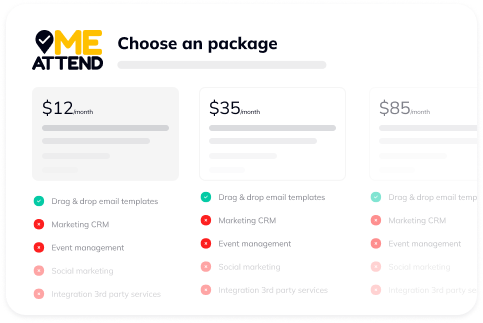 ME
ATTEND
Choose an package
$12/month
Drag & drop email templates
Marketing CRM
Event management
Social marketing
Integration 3rd party services
$35/month
Drag & drop email templates
Marketing CRM
Event management
Social marketing
Integration 3rd party services
$85/month
Drag & drop email temp
Marketing CRM
Event management
Social marketing
Integration 3rd party se